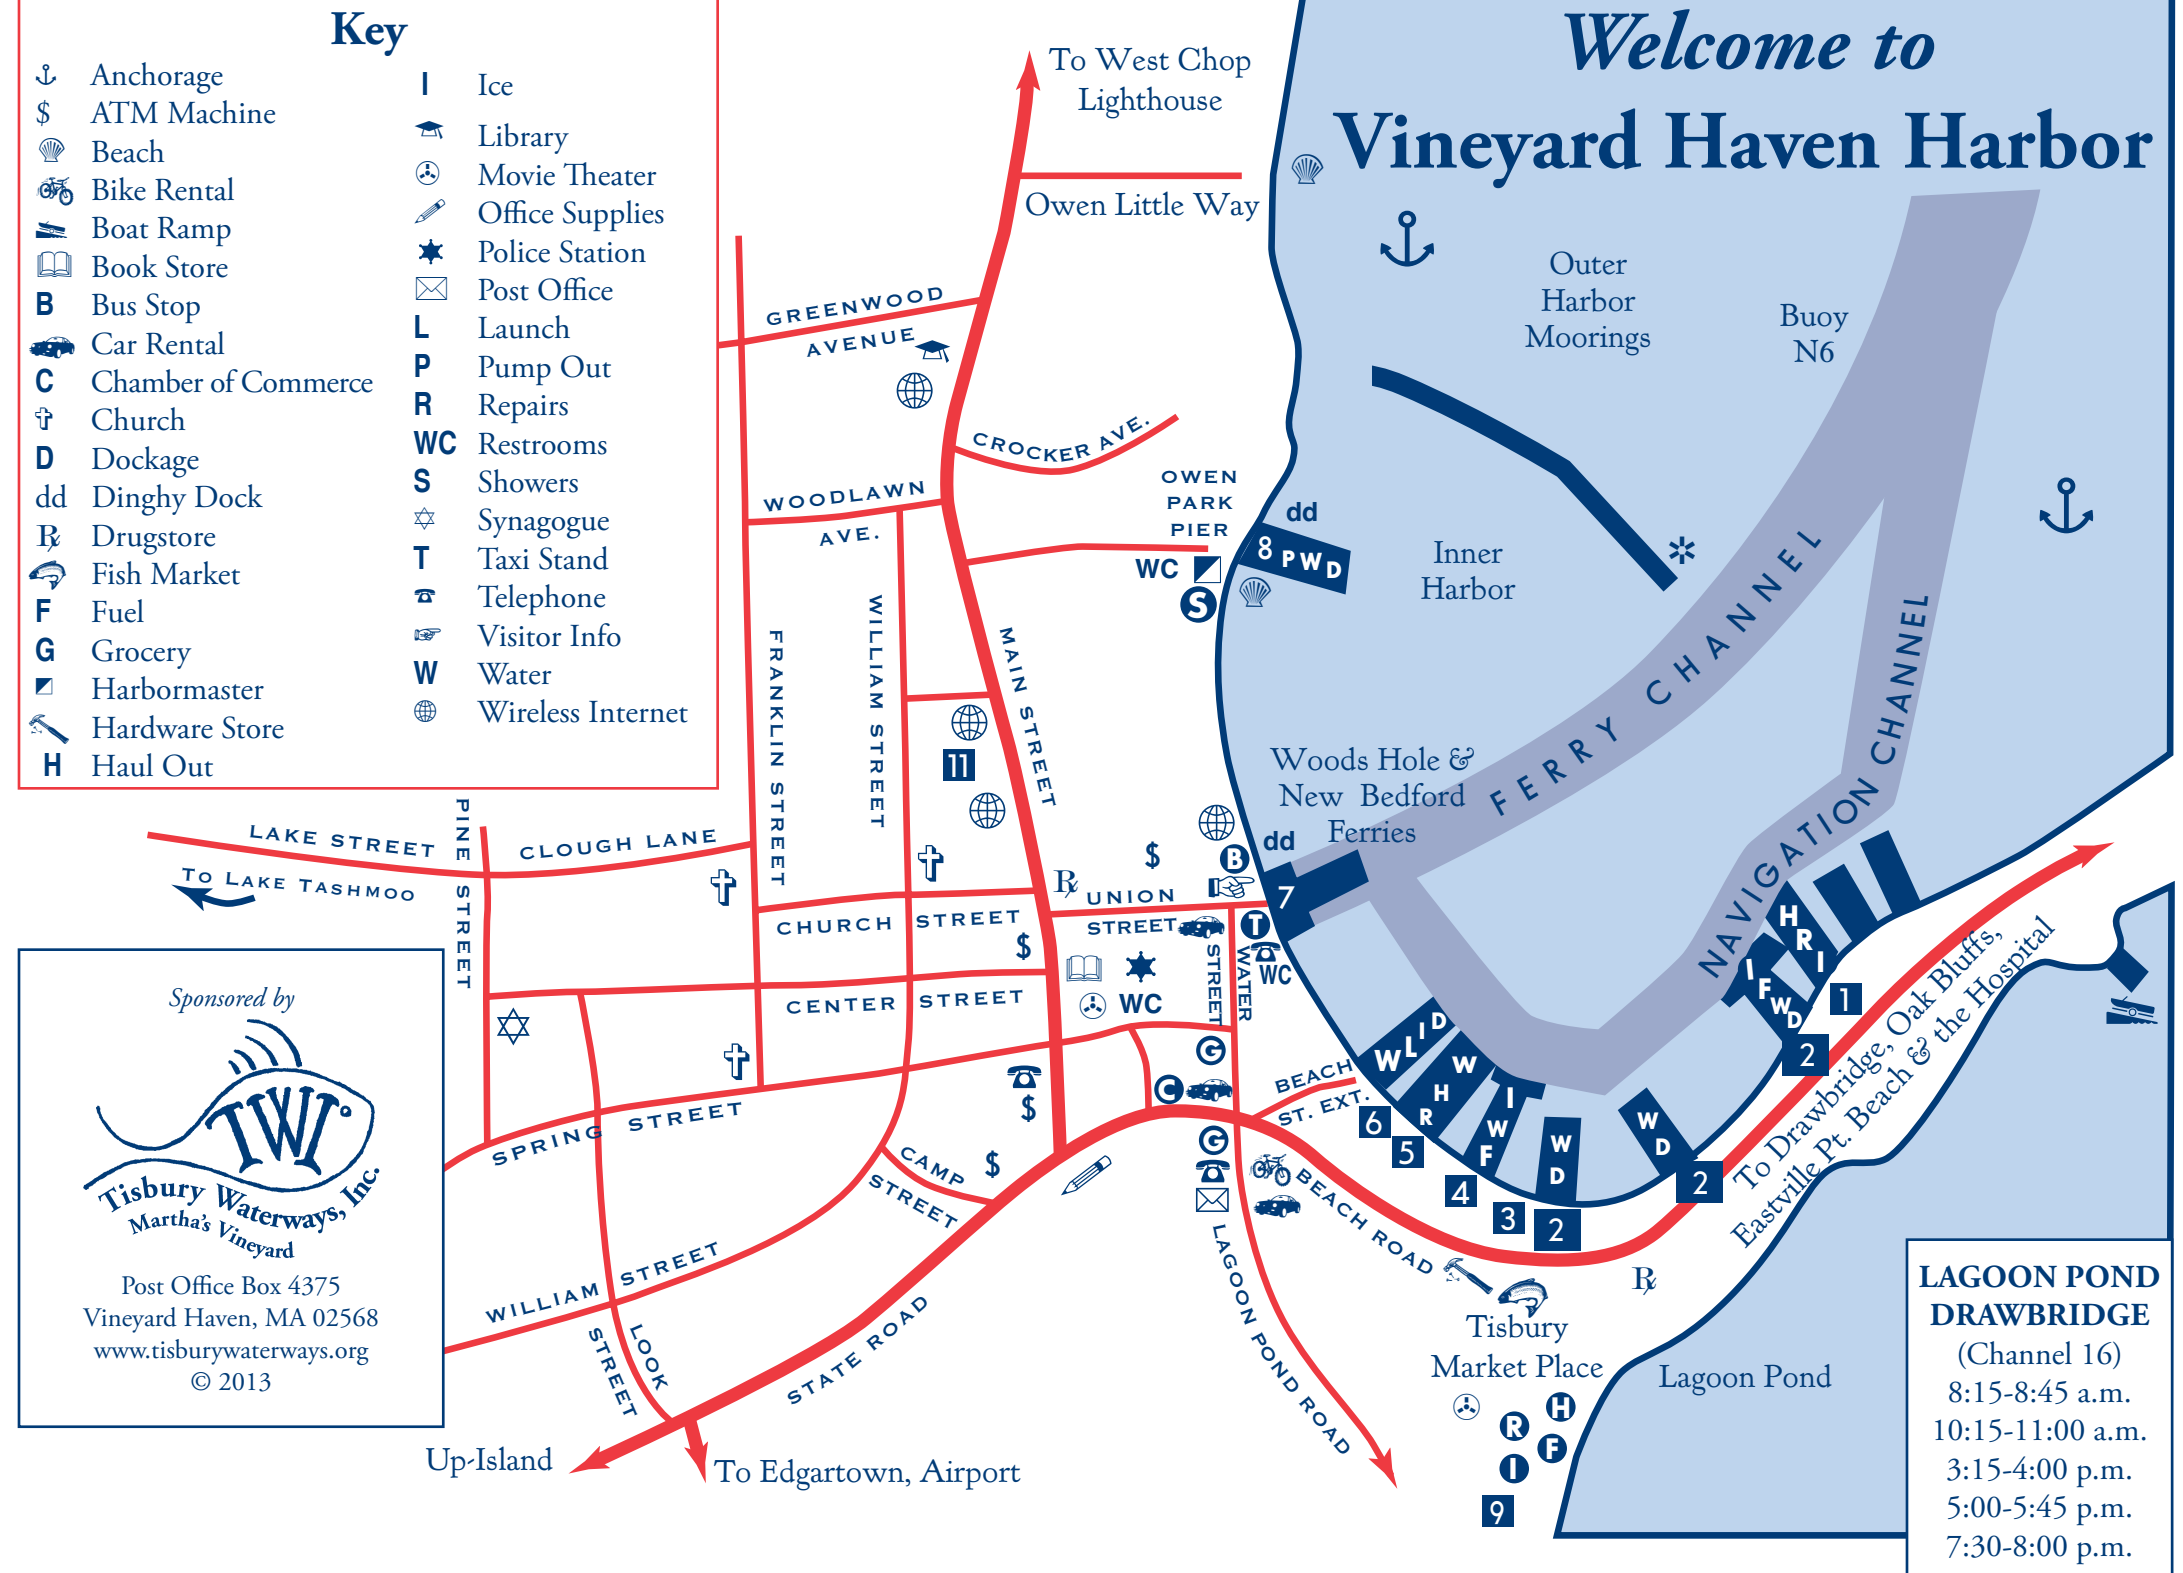 Key
Anchorage
$ ATM Machine
Beach
Bike Rental
Boat Ramp
Book Store
B Bus Stop
Car Rental
C Chamber of Commerce
Church
D Dockage
dd Dinghy Dock
Rx Drugstore
Fish Market
F Fuel
G Grocery
Harbormaster
Hardware Store
H Haul Out
I Ice
Library
Movie Theater
Office Supplies
Police Station
Post Office
L Launch
P Pump Out
R Repairs
WC Restrooms
S Showers
Synagogue
T Taxi Stand
Telephone
Visitor Info
W Water
Wireless Internet
Welcome to
Vineyard Haven Harbor
To West Chop
Lighthouse
Owen Little Way
Outer
Harbor
Moorings
Buoy
N6
GREENWOOD
AVENUE
CROCKER AVE.
WOODLAWN
AVE.
OWEN
PARK
PIER
dd
8 P W D
WC
S
Inner
Harbor
*
FERRY CHANNEL
NAVIGATION CHANNEL
FRANKLIN STREET
WILLIAM STREET
MAIN STREET
11
Woods Hole &
New Bedford
Ferries
dd
B
7
$
Rx
UNION
STREET
T
WC
WATER
STREET
LAKE STREET
PINE STREET
CLOUGH LANE
TO LAKE TASHMOO
CHURCH STREET
$
CENTER STREET
WC
G
C
$
SPRING STREET
CAMP
STREET
$
WILLIAM STREET
LOOK
STREET
STATE ROAD
Up-Island
To Edgartown, Airport
BEACH
ST. EXT.
G
BEACH ROAD
LAGOON POND ROAD
W L I D
6
W H R
5
I W F
4
3
W D
2
W D
2
I F W D
2
H R I
1
To Drawbridge, Oak Bluffs,
Eastville Pt. Beach & the Hospital
Rx
Tisbury
Market Place
H
R
F
I
9
Lagoon Pond
Sponsored by
TWI
Tisbury Waterways, Inc.
Martha's Vineyard
Post Office Box 4375
Vineyard Haven, MA 02568
www.tisburywaterways.org
© 2013
LAGOON POND
DRAWBRIDGE
(Channel 16)
8:15-8:45 a.m.
10:15-11:00 a.m.
3:15-4:00 p.m.
5:00-5:45 p.m.
7:30-8:00 p.m.